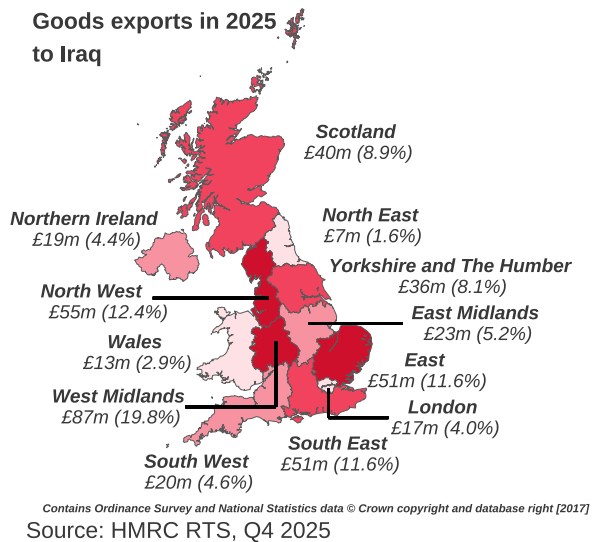 Goods exports in 2025
to Iraq
Scotland
£40m (8.9%)
Northern Ireland
£19m (4.4%)
North East
£7m (1.6%)
Yorkshire and The Humber
£36m (8.1%)
North West
£55m (12.4%)
East Midlands
£23m (5.2%)
Wales
£13m (2.9%)
East
£51m (11.6%)
West Midlands
£87m (19.8%)
London
£17m (4.0%)
South East
£51m (11.6%)
South West
£20m (4.6%)
Contains Ordinance Survey and National Statistics data © Crown copyright and database right [2017]
Source: HMRC RTS, Q4 2025